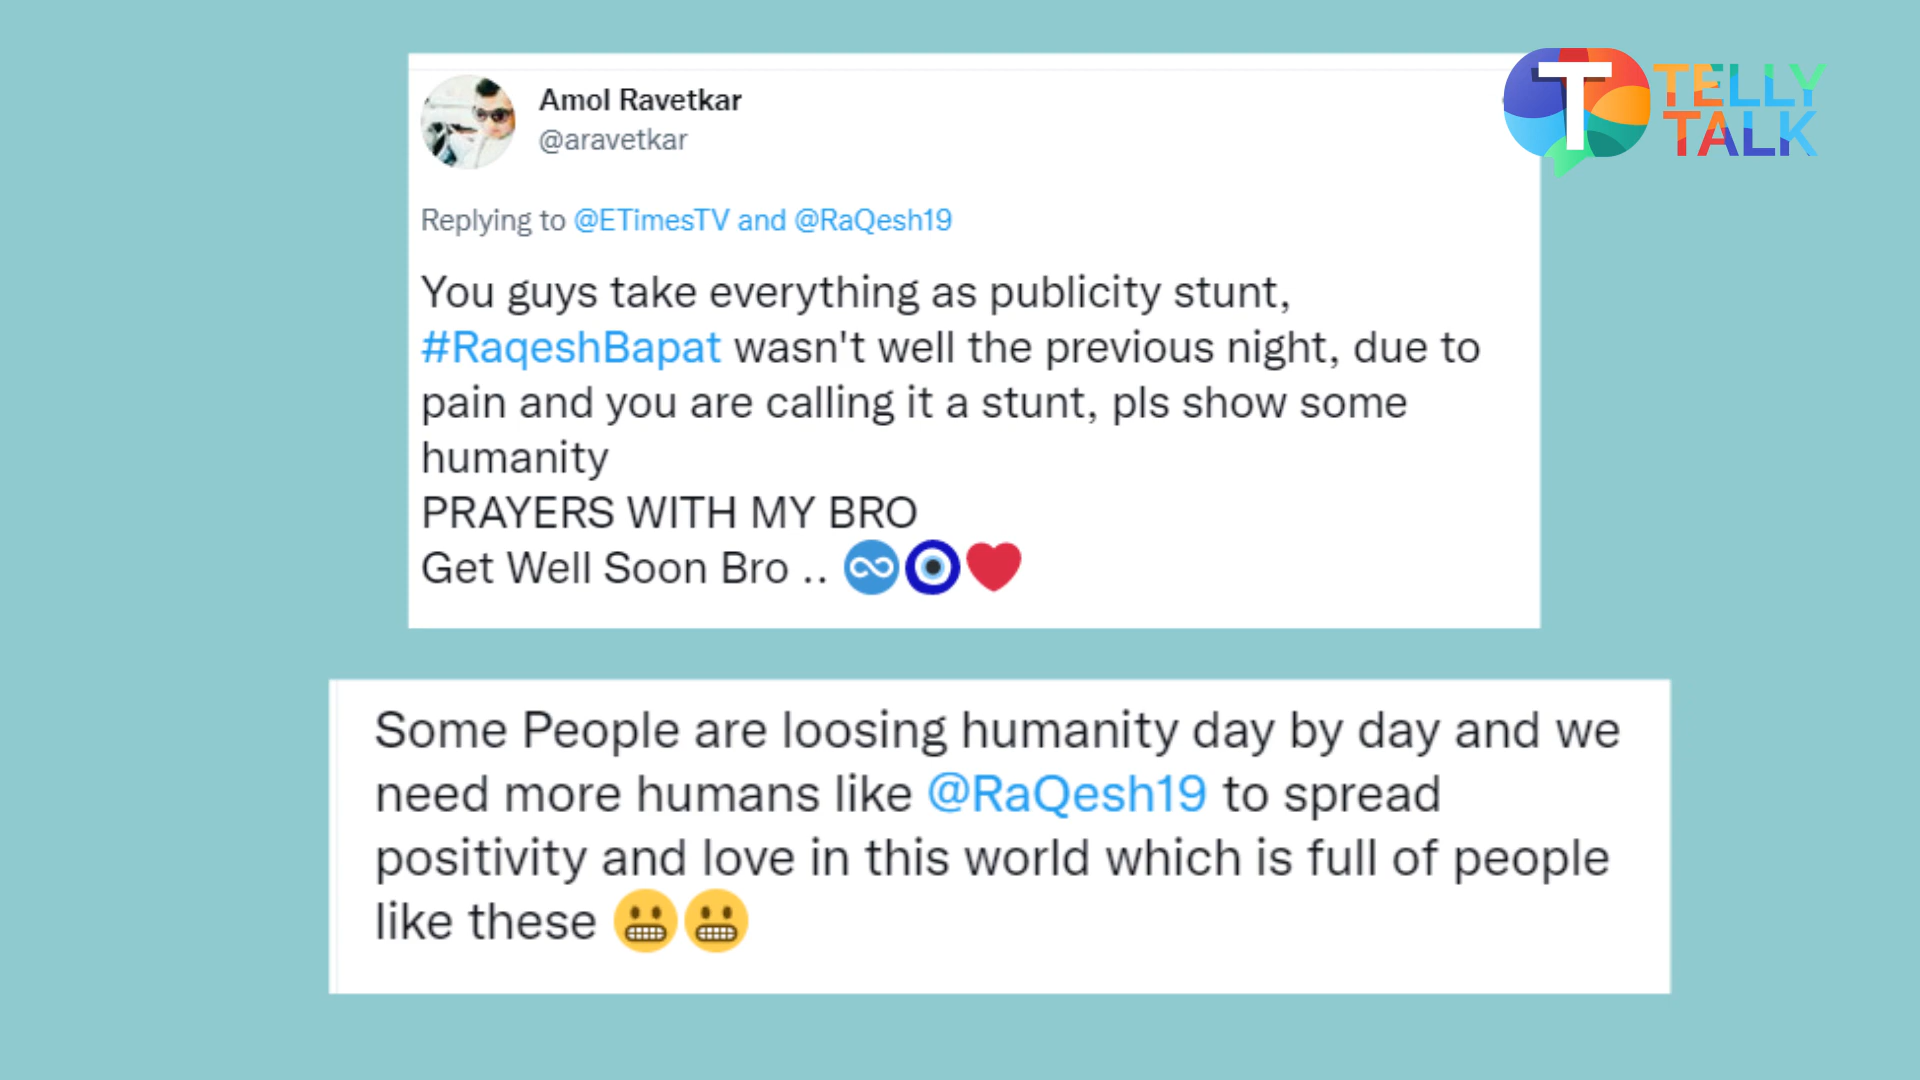 Amol Ravetkar
@aravetkar
T TELLY
TALK
Replying to @ETimesTV and @RaQesh19
You guys take everything as publicity stunt,
#RaqeshBapat wasn't well the previous night, due to
pain and you are calling it a stunt, pls show some
humanity
PRAYERS WITH MY BRO
Get Well Soon Bro .. ♾️🧿❤️
Some People are loosing humanity day by day and we
need more humans like @RaQesh19 to spread
positivity and love in this world which is full of people
like these 😬😬